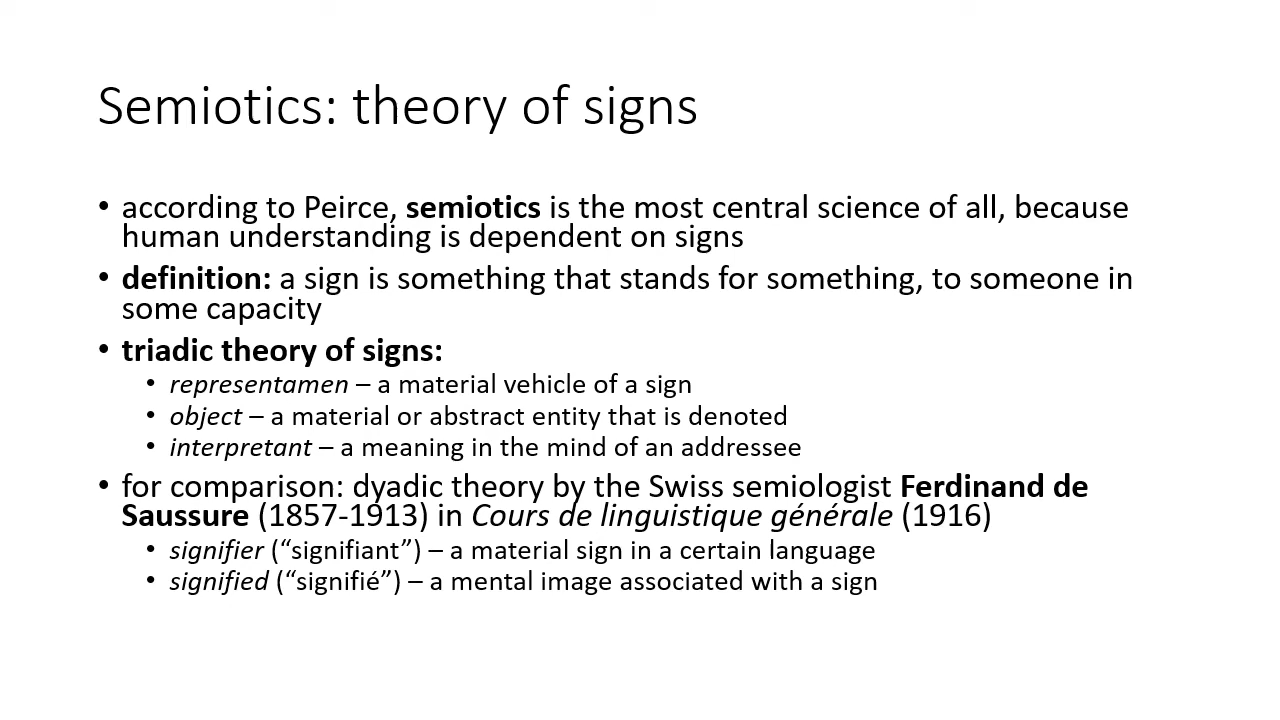 Semiotics: theory of signs
• according to Peirce, semiotics is the most central science of all, because
human understanding is dependent on signs
• definition: a sign is something that stands for something, to someone in
some capacity
• triadic theory of signs:
• representamen – a material vehicle of a sign
• object – a material or abstract entity that is denoted
• interpretant – a meaning in the mind of an addressee
• for comparison: dyadic theory by the Swiss semiologist Ferdinand de
Saussure (1857-1913) in Cours de linguistique générale (1916)
• signifier (“signifiant”) – a material sign in a certain language
• signified (“signifié”) – a mental image associated with a sign